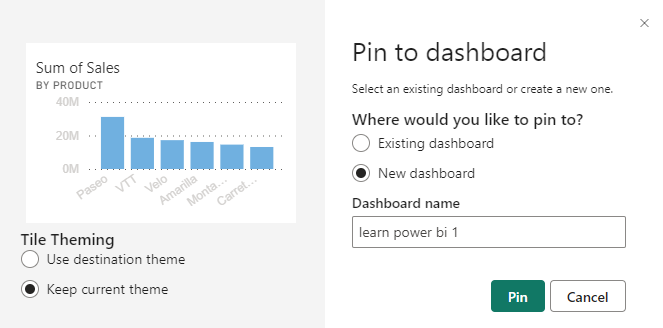 Sum of Sales
BY PRODUCT
40M
20M
0M
Paseo
VTT
Velo
Amarilla
Monta...
Carret...
Tile Theming
Use destination theme
Keep current theme
Pin to dashboard
Select an existing dashboard or create a new one.
Where would you like to pin to?
Existing dashboard
New dashboard
Dashboard name
learn power bi 1
Pin Cancel